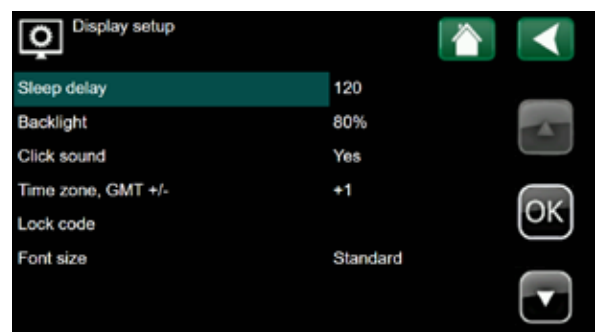 Display setup
Sleep delay 120
Backlight 80%
Click sound Yes
Time zone, GMT +/- +1
Lock code
OK
Font size Standard